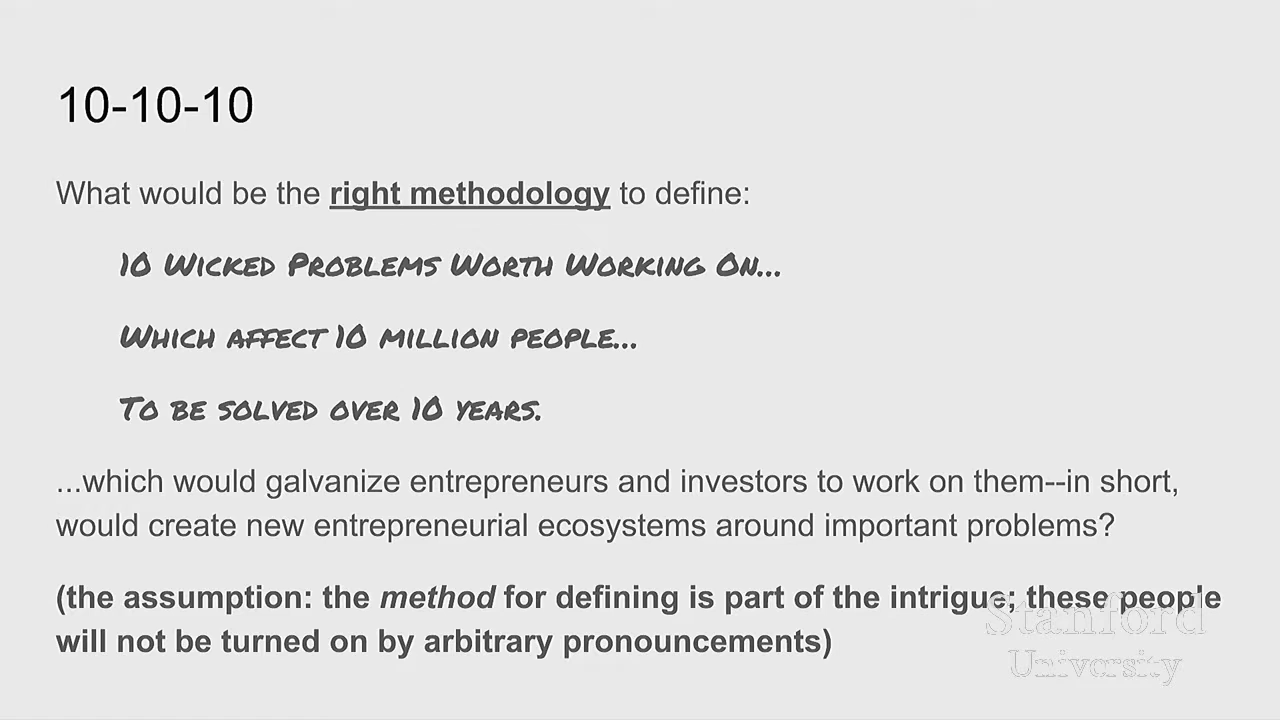 10-10-10
What would be the right methodology to define:
10 Wicked Problems Worth Working On...
Which affect 10 million people...
To be solved over 10 years.
...which would galvanize entrepreneurs and investors to work on them--in short,
would create new entrepreneurial ecosystems around important problems?
(the assumption: the method for defining is part of the intrigue; these people
will not be turned on by arbitrary pronouncements)
Stanford
University